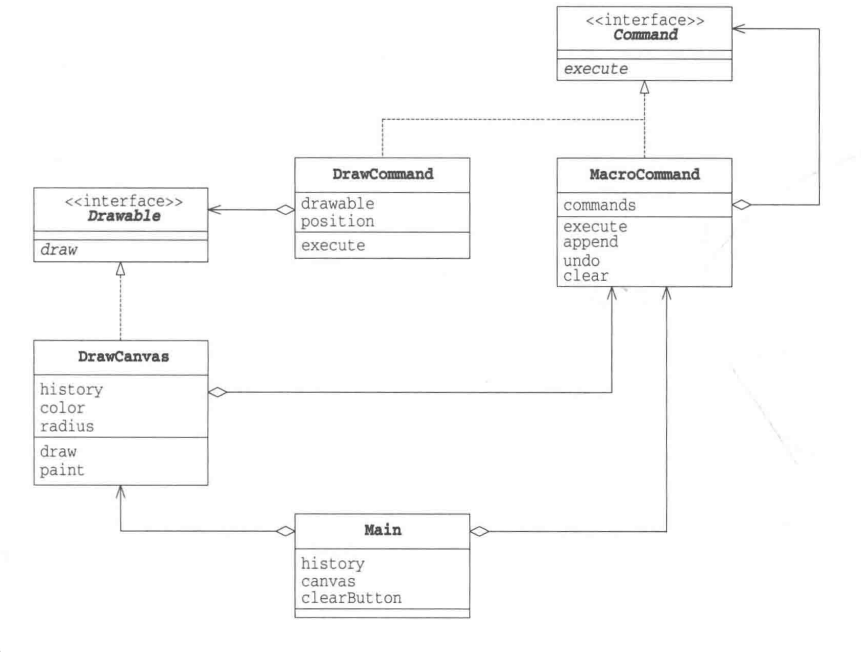 <<interface>>
Command
execute
DrawCommand
drawable
position
execute
MacroCommand
commands
execute
append
undo
clear
<<interface>>
Drawable
draw
DrawCanvas
history
color
radius
draw
paint
Main
history
canvas
clearButton